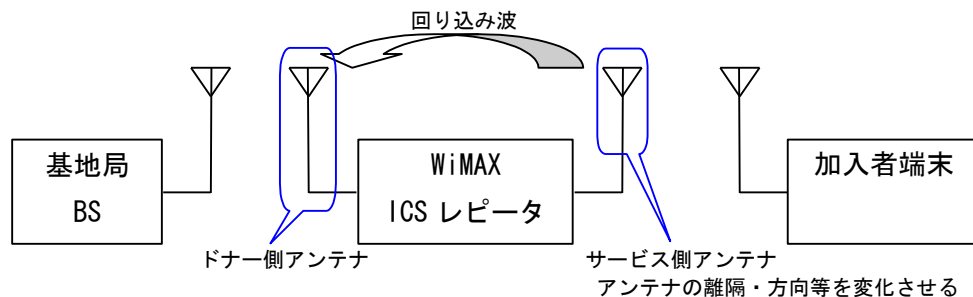 回り込み波
基地局
BS
WiMAX
ICS レピータ
加入者端末
ドナー側アンテナ
サービス側アンテナ
アンテナの離隔・方向等を変化させる